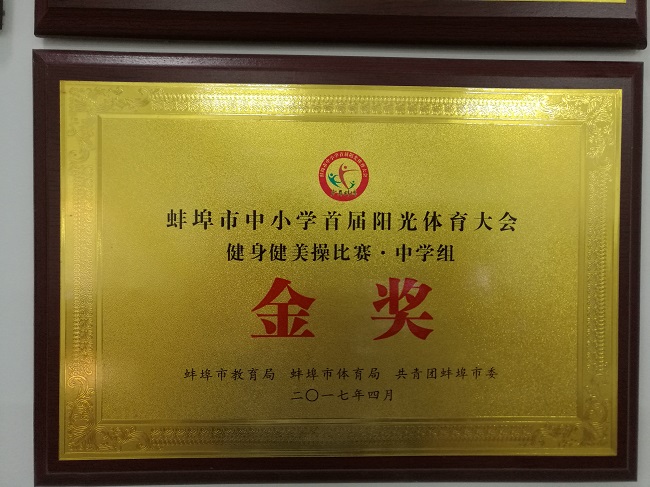 蚌埠市中小学首届阳光体育大会
健身健美操比赛·中学组
金 奖
蚌埠市教育局 蚌埠市体育局 共青团蚌埠市委
二〇一七年四月